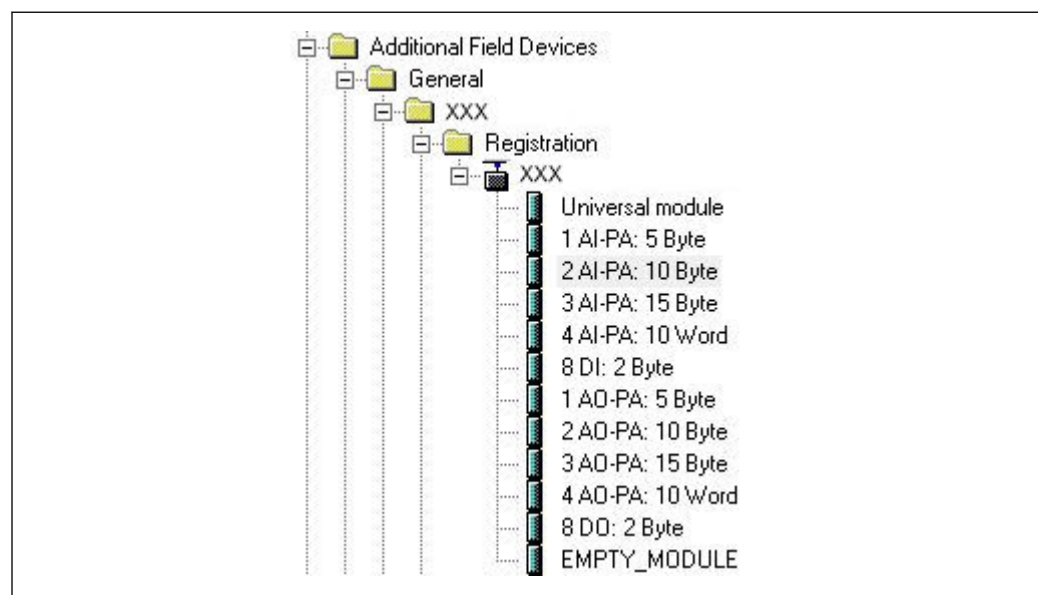 Additional Field Devices
General
XXX
Registration
XXX
Universal module
1 AI-PA: 5 Byte
2 AI-PA: 10 Byte
3 AI-PA: 15 Byte
4 AI-PA: 10 Word
8 DI: 2 Byte
1 AO-PA: 5 Byte
2 AO-PA: 10 Byte
3 AO-PA: 15 Byte
4 AO-PA: 10 Word
8 DO: 2 Byte
EMPTY_MODULE